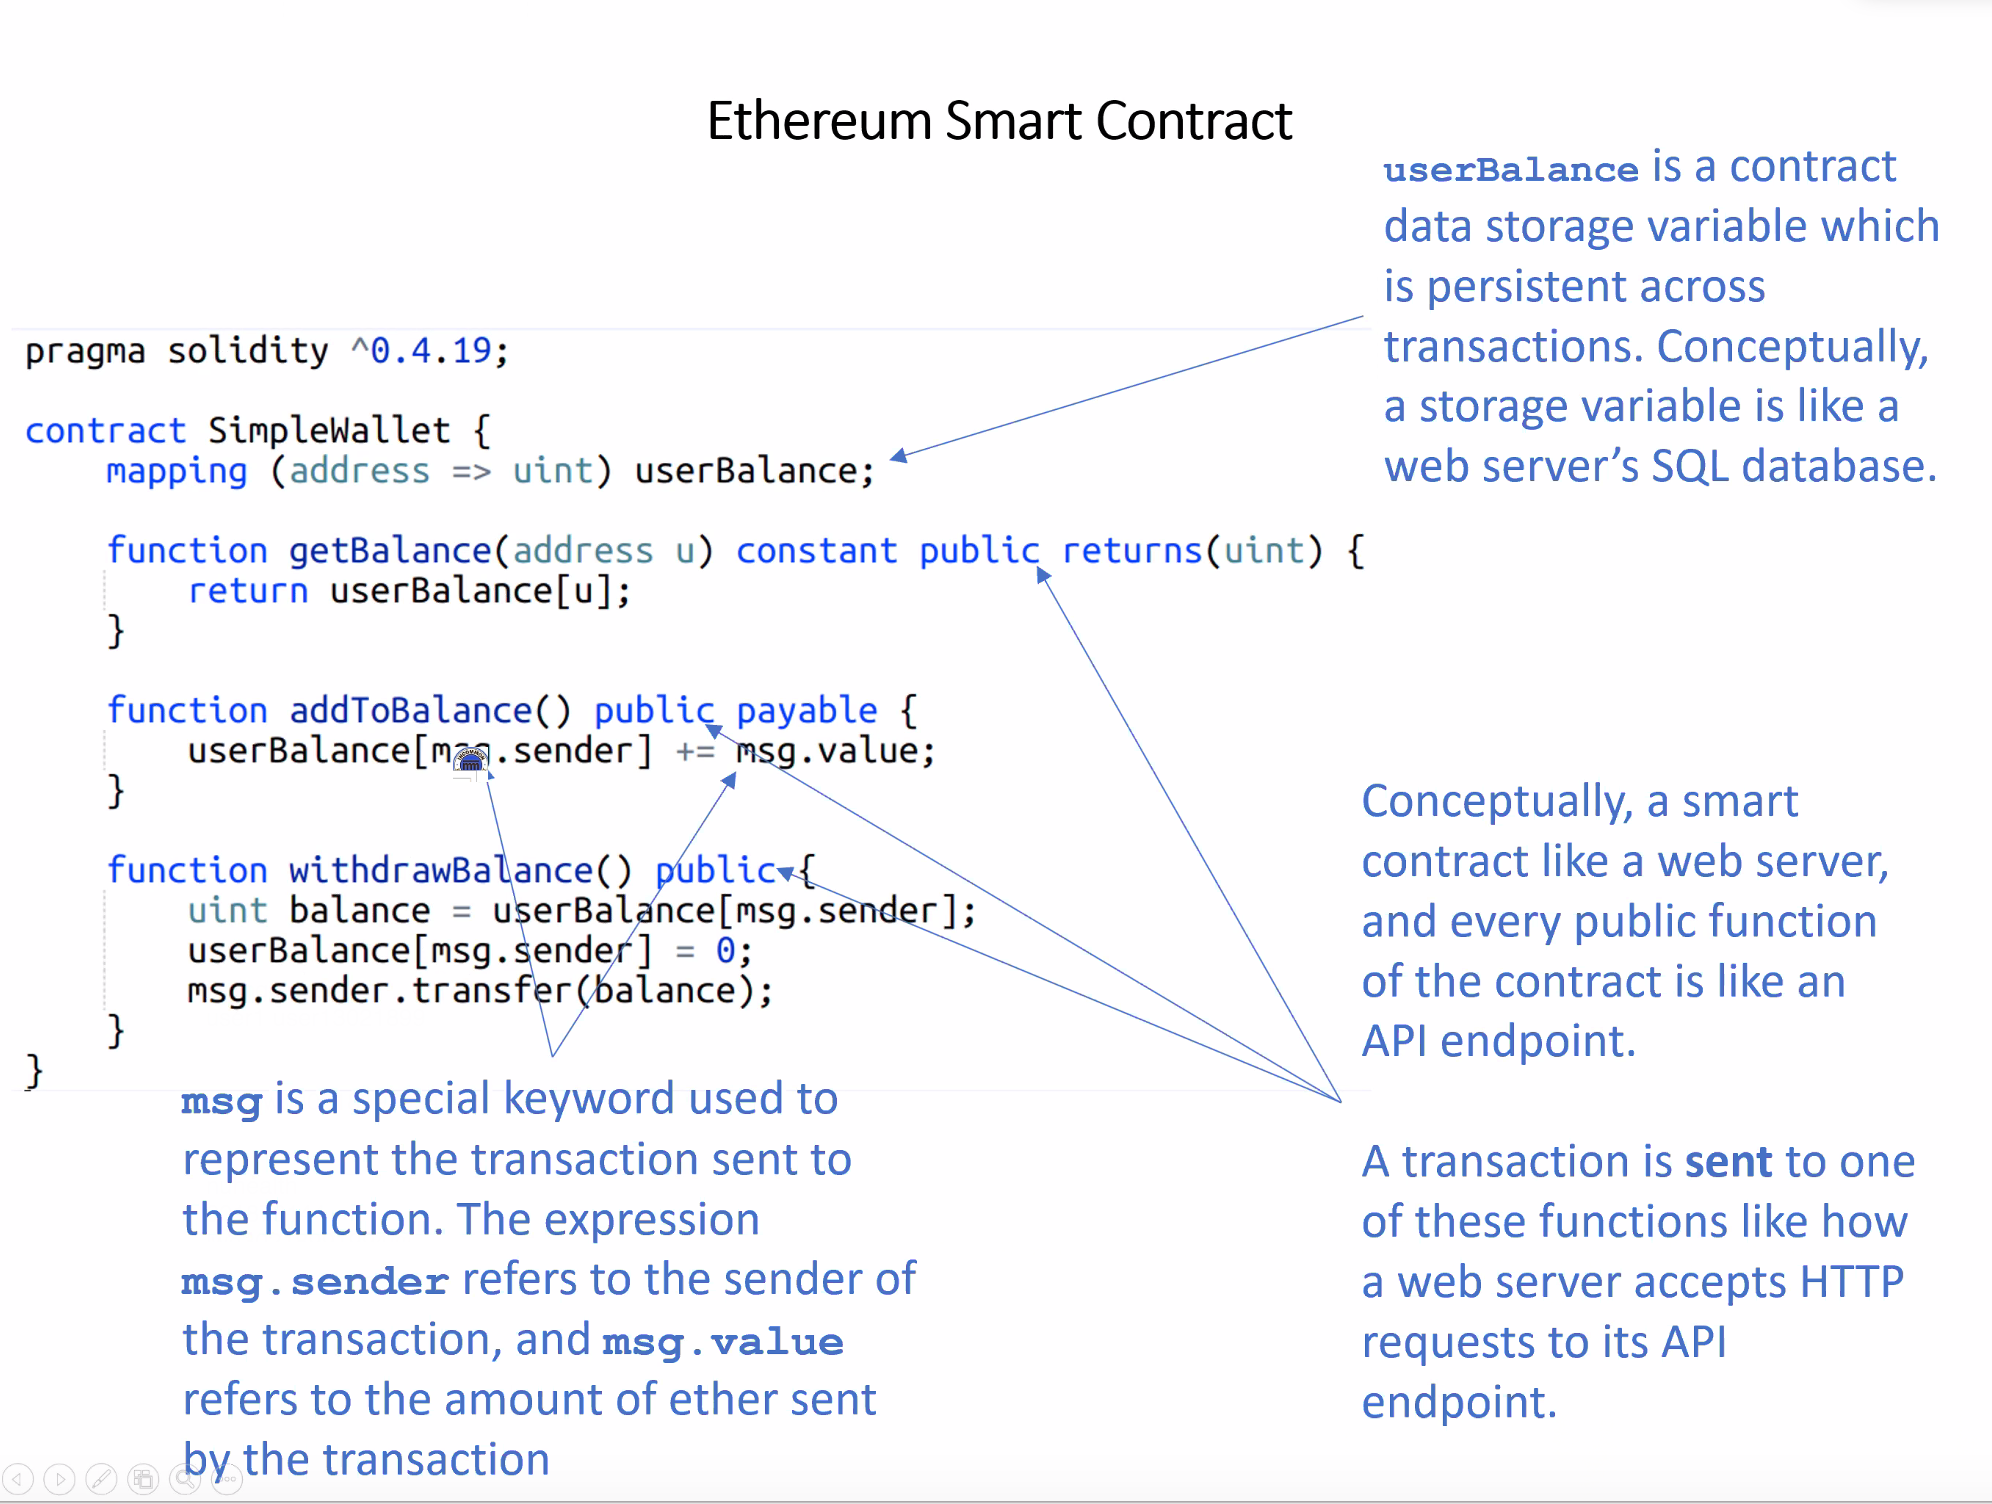 Ethereum Smart Contract
userBalance is a contract
data storage variable which
is persistent across
transactions. Conceptually,
a storage variable is like a
web server’s SQL database.
pragma solidity ^0.4.19;
contract SimpleWallet {
mapping (address => uint) userBalance;
function getBalance(address u) constant public returns(uint) {
return userBalance[u];
}
function addToBalance() public payable {
userBalance[msg.sender] += msg.value;
}
function withdrawBalance() public {
uint balance = userBalance[msg.sender];
userBalance[msg.sender] = 0;
msg.sender.transfer(balance);
}
}
Conceptually, a smart
contract like a web server,
and every public function
of the contract is like an
API endpoint.
A transaction is sent to one
of these functions like how
a web server accepts HTTP
requests to its API
endpoint.
msg is a special keyword used to
represent the transaction sent to
the function. The expression
msg.sender refers to the sender of
the transaction, and msg.value
refers to the amount of ether sent
by the transaction